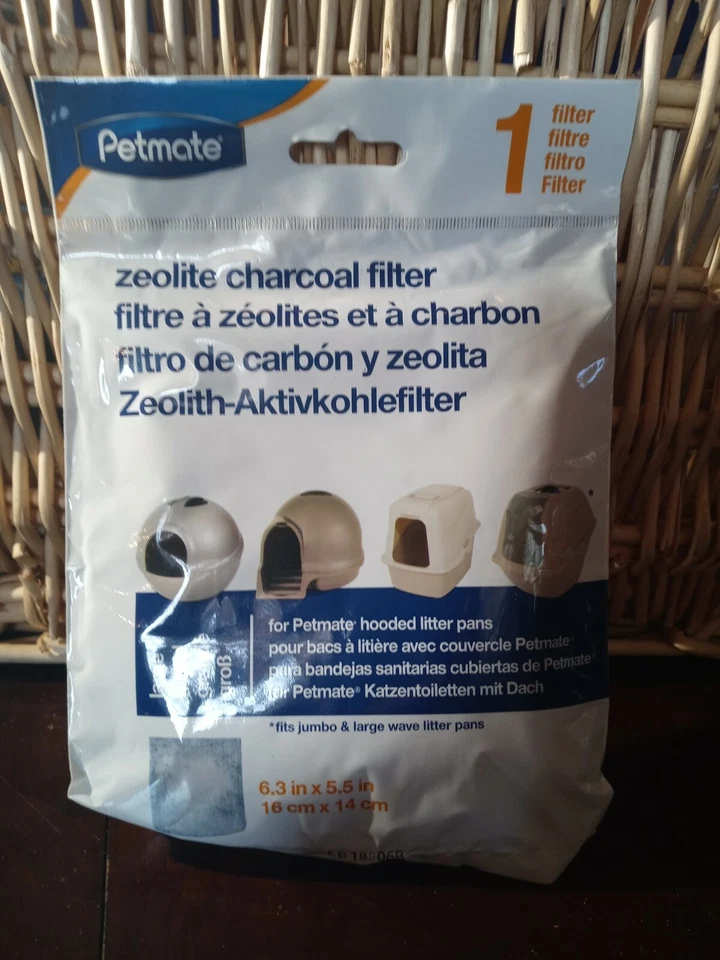 Petmate®
1
filter
filtre
filtro
Filter
zeolite charcoal filter
filtre à zéolites et à charbon
filtro de carbón y zeolita
Zeolith-Aktivkohlefilter
*
groß
for Petmate® hooded litter pans
pour bacs à litière avec couvercle Petmate®
para bandejas sanitarias cubiertas de Petmate®
für Petmate® Katzentoiletten mit Dach
*fits jumbo & large wave litter pans
6.3 in x 5.5 in
16 cm x 14 cm